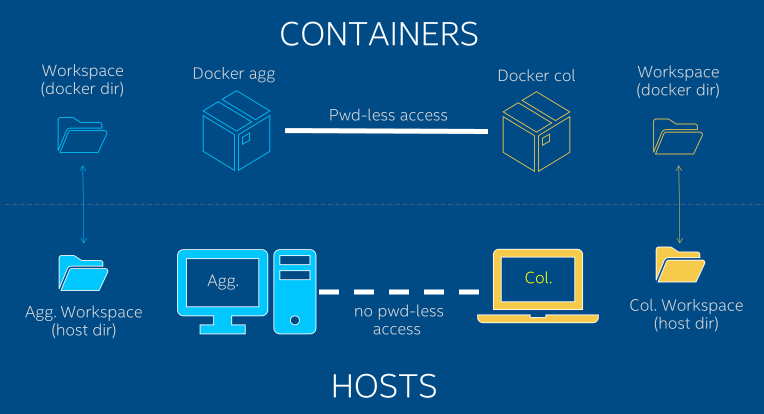 CONTAINERS
Workspace
(docker dir)
Docker agg
Docker col
Workspace
(docker dir)
Pwd-less access
Agg.
Col.
Agg. Workspace
(host dir)
no pwd-less
access
Col. Workspace
(host dir)
HOSTS